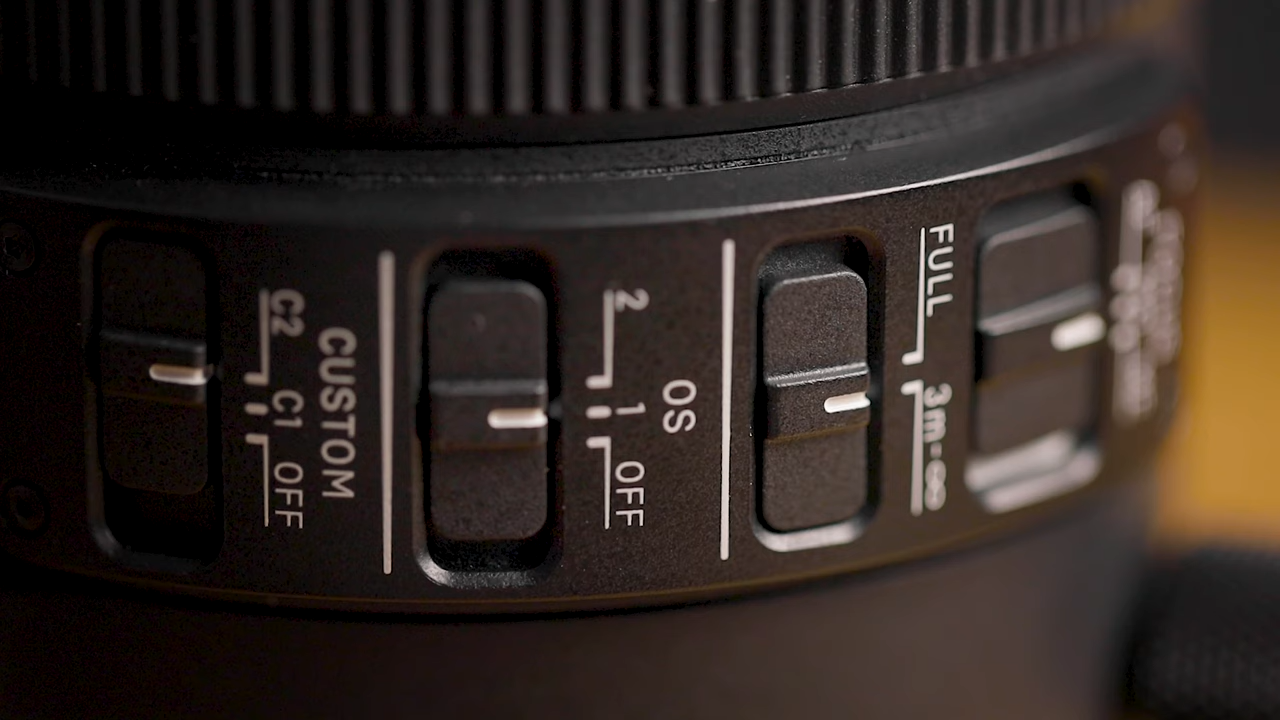 CUSTOM
C2 C1 OFF
OS
2 1 OFF
FULL
3m-∞